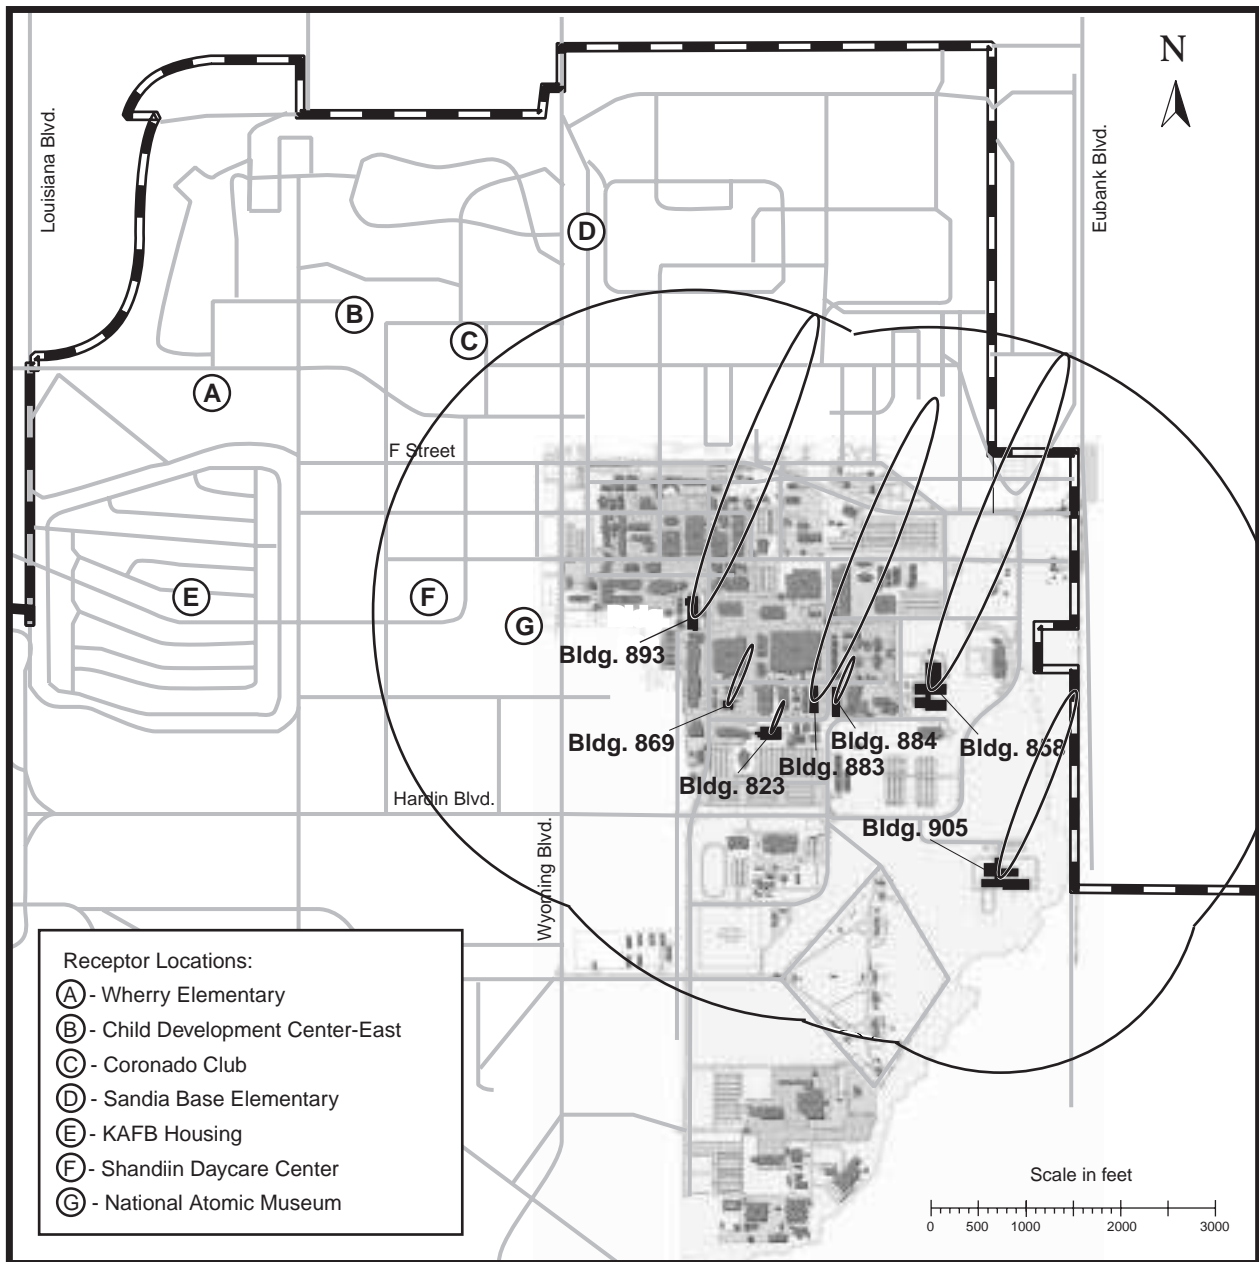 N
Louisiana Blvd.
Eubank Blvd.
D
B
C
A
F Street
E
F
G
Bldg. 893
Bldg. 869
Bldg. 884
Bldg. 858
Bldg. 883
Bldg. 823
Hardin Blvd.
Bldg. 905
Wyoming Blvd.
Receptor Locations:
A - Wherry Elementary
B - Child Development Center-East
C - Coronado Club
D - Sandia Base Elementary
E - KAFB Housing
F - Shandiin Daycare Center
G - National Atomic Museum
Scale in feet
0 500 1000 2000 3000